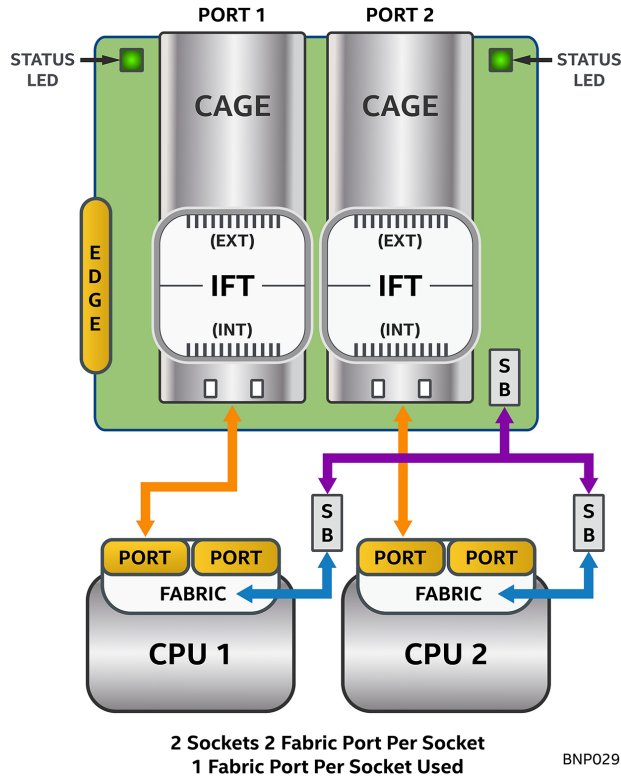 PORT 1
PORT 2
STATUS
LED
STATUS
LED
CAGE
CAGE
(EXT)
IFT
(INT)
(EXT)
IFT
(INT)
E
D
G
E
S
B
S
B
S
B
PORT
PORT
FABRIC
CPU 1
PORT
PORT
FABRIC
CPU 2
2 Sockets 2 Fabric Port Per Socket
1 Fabric Port Per Socket Used
BNP029